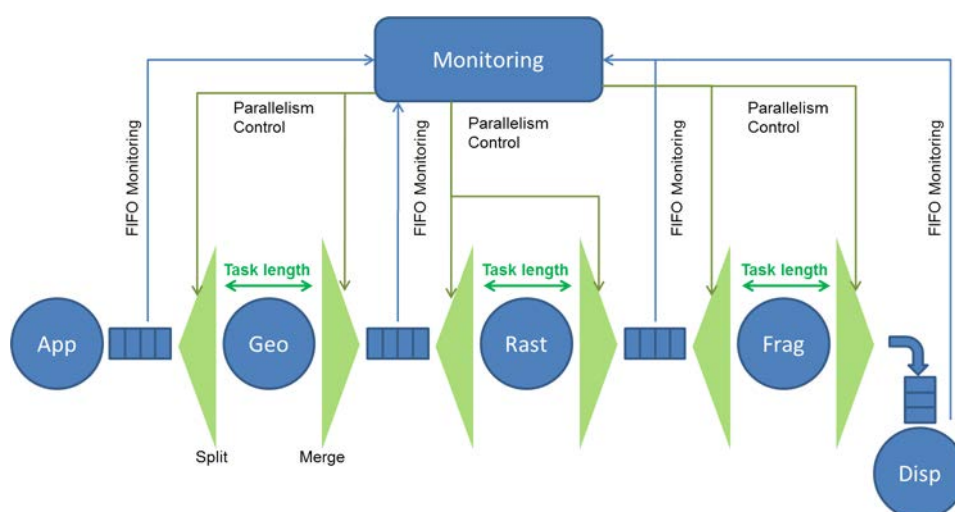 Monitoring
Parallelism
Control
Parallelism
Control
Parallelism
Control
FIFO Monitoring
FIFO Monitoring
FIFO Monitoring
FIFO Monitoring
Task length
Task length
Task length
App
Geo
Rast
Frag
Split
Merge
Disp